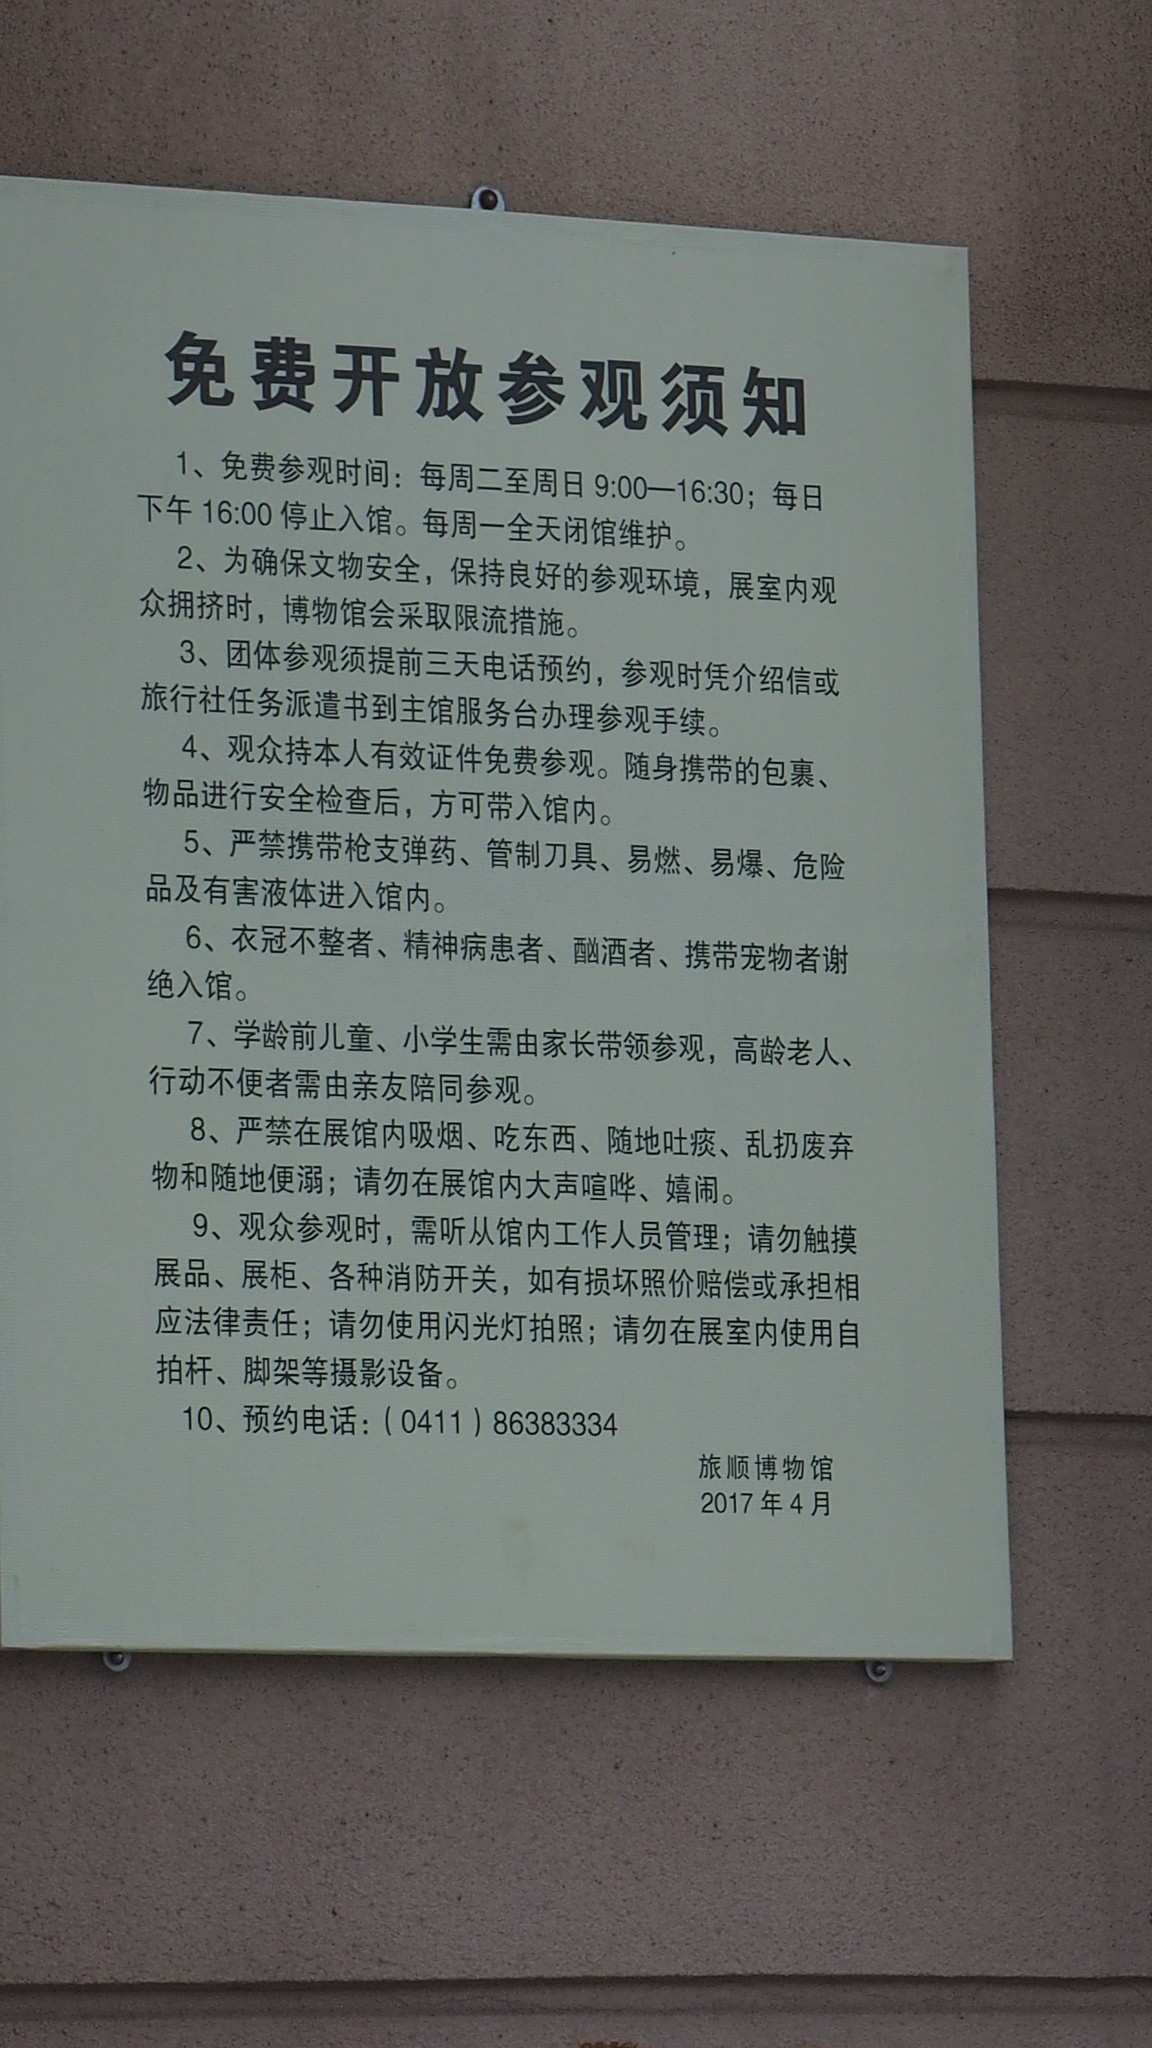 免费开放参观须知
1、免费参观时间：每周二至周日 9:00—16:30；每日
下午 16:00 停止入馆。每周一全天闭馆维护。
2、为确保文物安全，保持良好的参观环境，展室内观
众拥挤时，博物馆会采取限流措施。
3、团体参观须提前三天电话预约，参观时凭介绍信或
旅行社任务派遣书到主馆服务台办理参观手续。
4、观众持本人有效证件免费参观。随身携带的包裹、
物品进行安全检查后，方可带入馆内。
5、严禁携带枪支弹药、管制刀具、易燃、易爆、危险
品及有害液体进入馆内。
6、衣冠不整者、精神病患者、酗酒者、携带宠物者谢
绝入馆。
7、学龄前儿童、小学生需由家长带领参观，高龄老人、
行动不便者需由亲友陪同参观。
8、严禁在展馆内吸烟、吃东西、随地吐痰、乱扔废弃
物和随地便溺；请勿在展馆内大声喧哗、嬉闹。
9、观众参观时，需听从馆内工作人员管理；请勿触摸
展品、展柜、各种消防开关，如有损坏照价赔偿或承担相
应法律责任；请勿使用闪光灯拍照；请勿在展室内使用自
拍杆、脚架等摄影设备。
10、预约电话：（0411）86383334
旅顺博物馆
2017 年 4 月